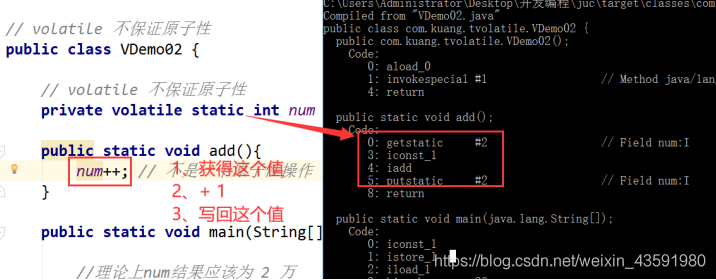 // volatile 不保证原子性
public class VDemo02 {
// volatile 不保证原子性
private volatile static int num
public static void add(){
num++; // 不是 操作
1、获得这个值
2、+ 1
3、写回这个值
}
public static void main(String[]
//理论上num结果应该为 2 万
C:\Users\Administrator\Desktop\开发编程\juc\target\classes\com
Compiled from "VDemo02.java"
public class com.kuang.tvolatile.VDemo02 {
public com.kuang.tvolatile.VDemo02();
Code:
0: aload_0
1: invokespecial #1 // Method java/lang
4: return
public static void add();
Code:
0: getstatic #2 // Field num:I
3: iconst_1
4: iadd
5: putstatic #2 // Field num:I
8: return
public static void main(java.lang.String[]);
Code:
0: iconst_1
1: istore_1
2: iload_1
https://blog.csdn.net/weixin_43591980